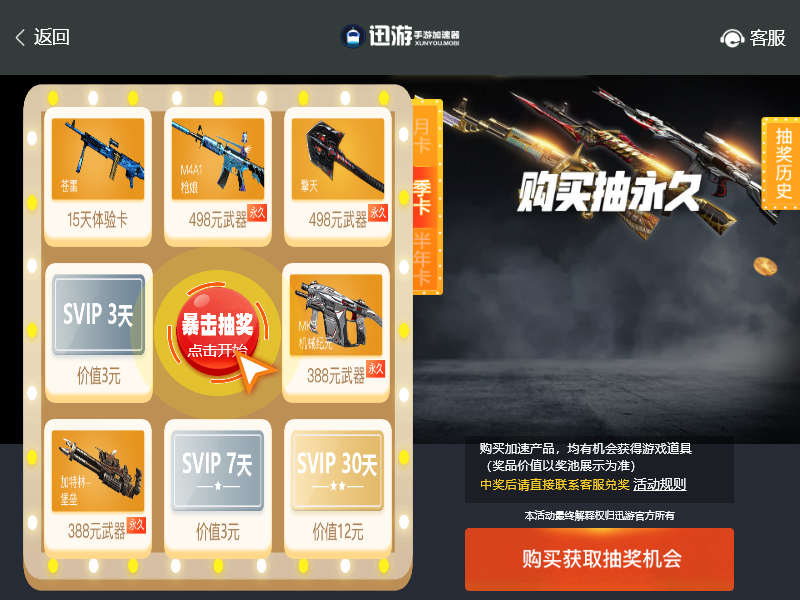 返回
迅游手游加速器
XUNYOU.MOBI
客服
苍雷
15天体验卡
M4A1
枪娘
498元武器
永久
擎天
498元武器
永久
月卡
季卡
半年卡
购买抽永久
抽奖历史
SVIP 3天
价值3元
暴击抽奖
点击开始
机械纪元
388元武器
永久
加特林-
堡垒
388元武器
永久
SVIP 7天
价值3元
SVIP 30天
价值12元
购买加速产品，均有机会获得游戏道具
（奖品价值以奖池展示为准）
中奖后请直接联系客服兑奖 活动规则
本活动最终解释权归迅游官方所有
购买获取抽奖机会